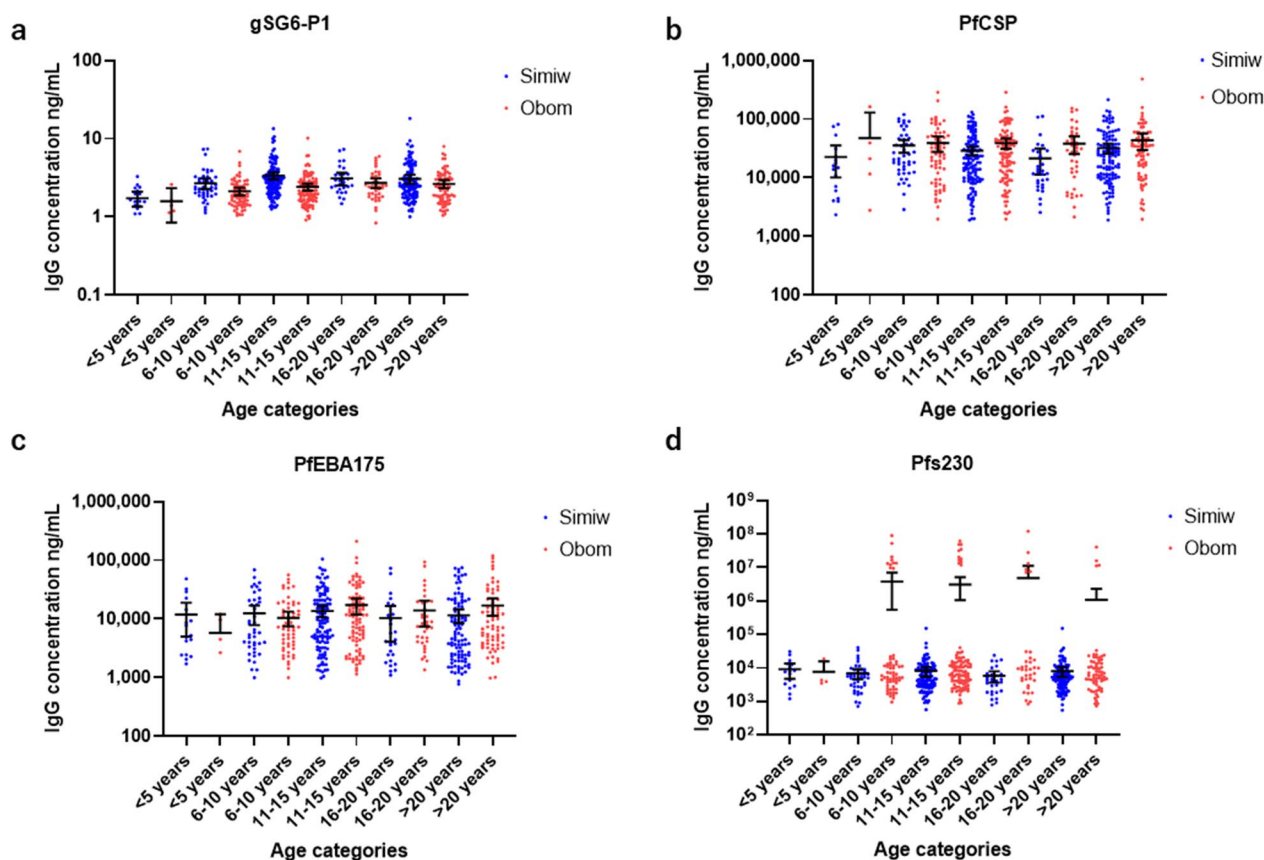 a
gSG6-P1
IgG concentration ng/mL
100
10
1
0.1
Simiw
Obom
<5 years
<5 years
6-10 years
6-10 years
11-15 years
11-15 years
16-20 years
16-20 years
>20 years
>20 years
Age categories
b
PfCSP
IgG concentration ng/mL
1,000,000
100,000
10,000
1,000
100
Simiw
Obom
<5 years
<5 years
6-10 years
6-10 years
11-15 years
11-15 years
16-20 years
16-20 years
>20 years
>20 years
Age categories
c
PfEBA175
IgG concentration ng/mL
1,000,000
100,000
10,000
1,000
100
Simiw
Obom
<5 years
<5 years
6-10 years
6-10 years
11-15 years
11-15 years
16-20 years
16-20 years
>20 years
>20 years
Age categories
d
Pfs230
IgG concentration ng/mL
10⁹
10⁸
10⁷
10⁶
10⁵
10⁴
10³
10²
Simiw
Obom
<5 years
<5 years
6-10 years
6-10 years
11-15 years
11-15 years
16-20 years
16-20 years
>20 years
>20 years
Age categories